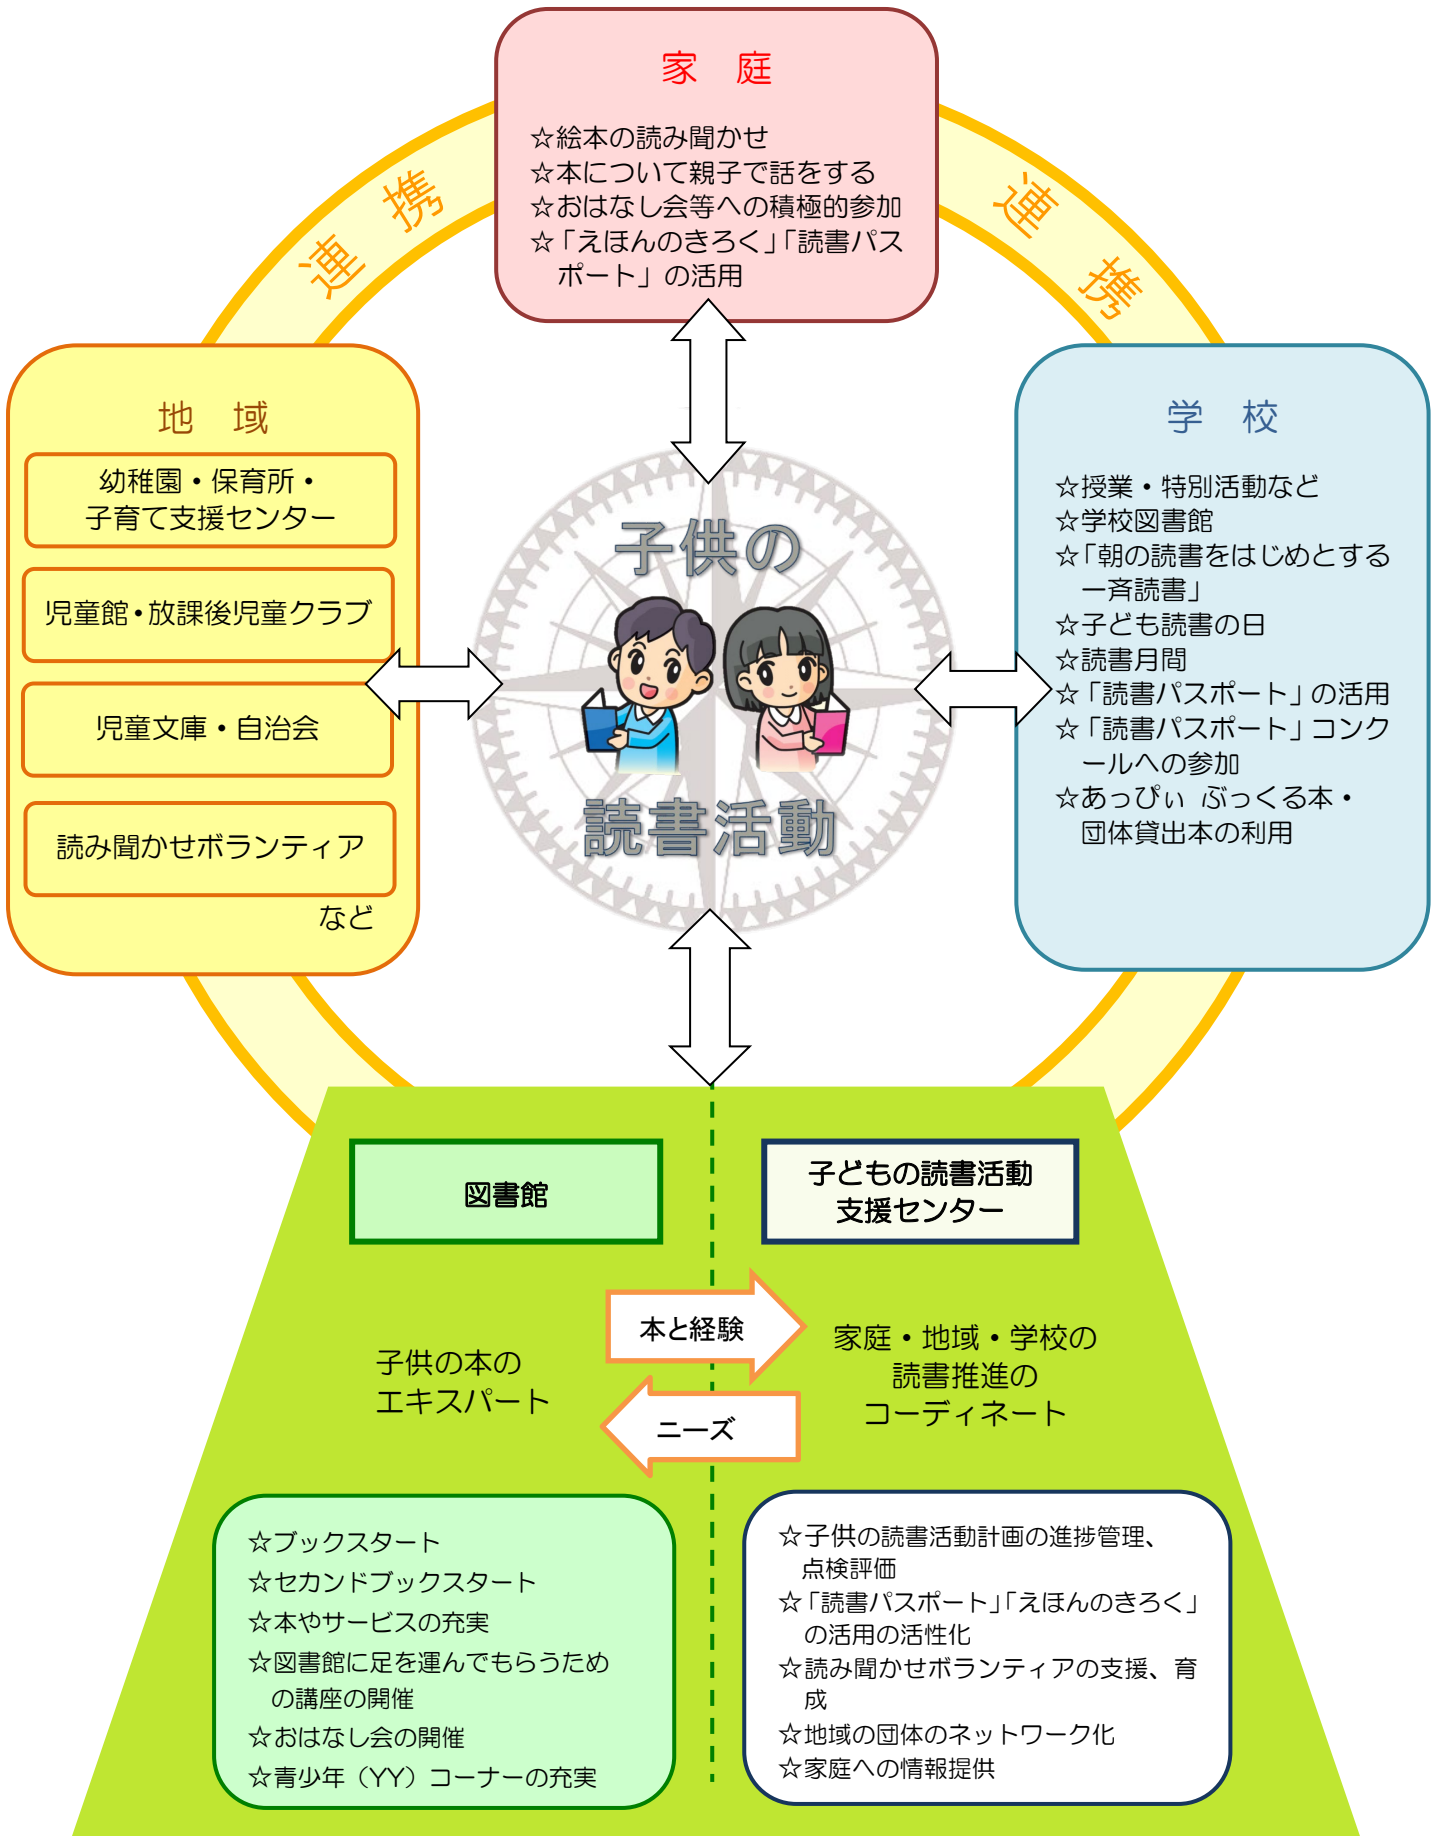 家 庭
☆絵本の読み聞かせ
☆本について親子で話をする
☆おはなし会等への積極的参加
☆「えほんのきろく」「読書パス
ポート」の活用
連携
連携
地 域
幼稚園・保育所・
子育て支援センター
児童館・放課後児童クラブ
児童文庫・自治会
読み聞かせボランティア
など
子供の
読書活動
学 校
☆授業・特別活動など
☆学校図書館
☆「朝の読書をはじめとする
一斉読書」
☆子ども読書の日
☆読書月間
☆「読書パスポート」の活用
☆「読書パスポート」コンク
ールへの参加
☆あっぴぃ ぶっくる本・
団体貸出本の利用
図書館
子どもの読書活動
支援センター
本と経験
ニーズ
子供の本の
エキスパート
家庭・地域・学校の
読書推進の
コーディネート
☆ブックスタート
☆セカンドブックスタート
☆本やサービスの充実
☆図書館に足を運んでもらうため
の講座の開催
☆おはなし会の開催
☆青少年（YY）コーナーの充実
☆子供の読書活動計画の進捗管理、
点検評価
☆「読書パスポート」「えほんのきろく」
の活用の活性化
☆読み聞かせボランティアの支援、育
成
☆地域の団体のネットワーク化
☆家庭への情報提供